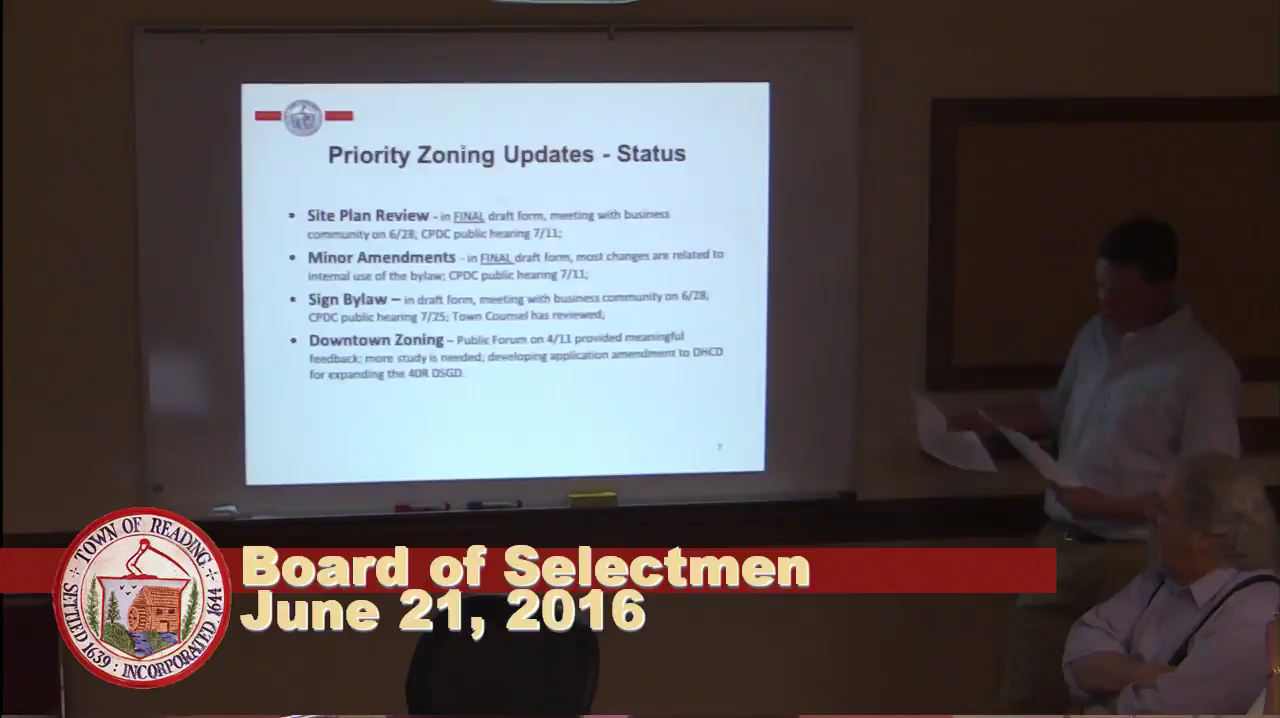 Priority Zoning Updates - Status
• Site Plan Review - in FINAL draft form, meeting with business
community on 6/28; CPDC public hearing 7/11;
• Minor Amendments - in FINAL draft form, most changes are related to
internal use of the bylaw; CPDC public hearing 7/11;
• Sign Bylaw – in draft form, meeting with business community on 6/28;
CPDC public hearing 7/25; Town Counsel has reviewed;
• Downtown Zoning – Public Forum on 4/11 provided meaningful
feedback; more study is needed; developing application amendment to DHCD
for expanding the 40R DSGD.
7
TOWN OF READING
SETTLED 1639 : INCORPORATED 1644
Board of Selectmen
June 21, 2016